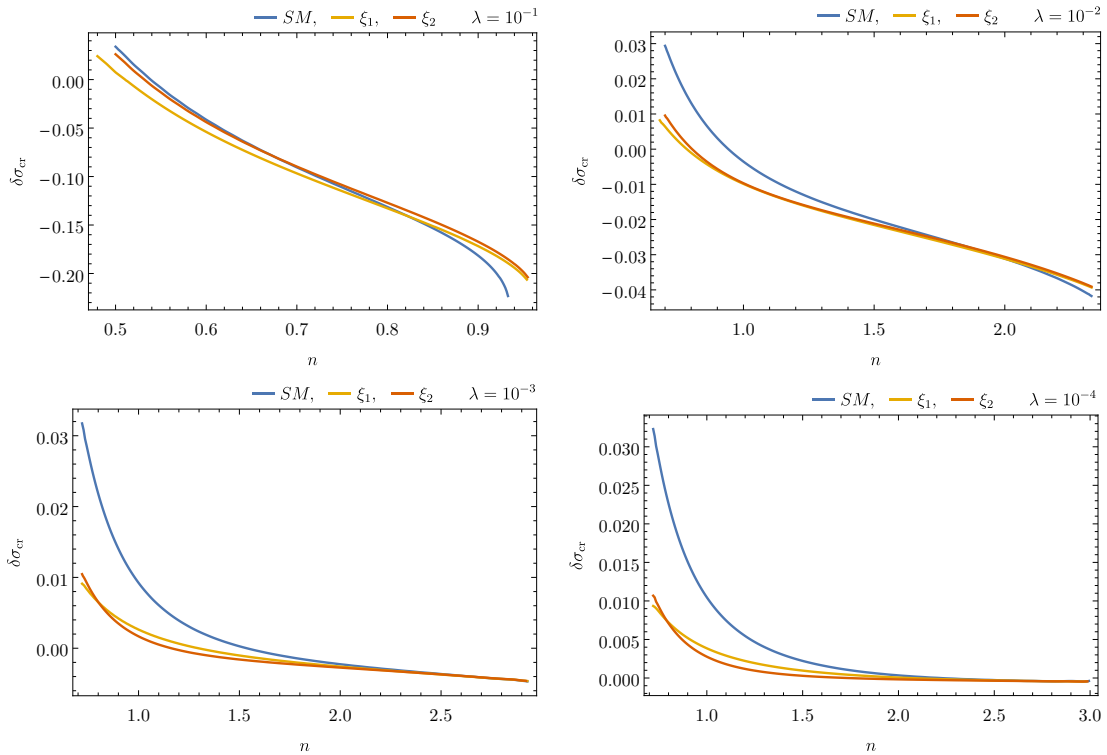 SM, ξ₁, ξ₂ λ = 10⁻¹
0.00
−0.05
−0.10
−0.15
−0.20
δσcr
0.5 0.6 0.7 0.8 0.9
n
SM, ξ₁, ξ₂ λ = 10⁻²
0.03
0.02
0.01
0.00
−0.01
−0.02
−0.03
−0.04
δσcr
1.0 1.5 2.0
n
SM, ξ₁, ξ₂ λ = 10⁻³
0.03
0.02
0.01
0.00
δσcr
1.0 1.5 2.0 2.5
n
SM, ξ₁, ξ₂ λ = 10⁻⁴
0.030
0.025
0.020
0.015
0.010
0.005
0.000
δσcr
1.0 1.5 2.0 2.5 3.0
n